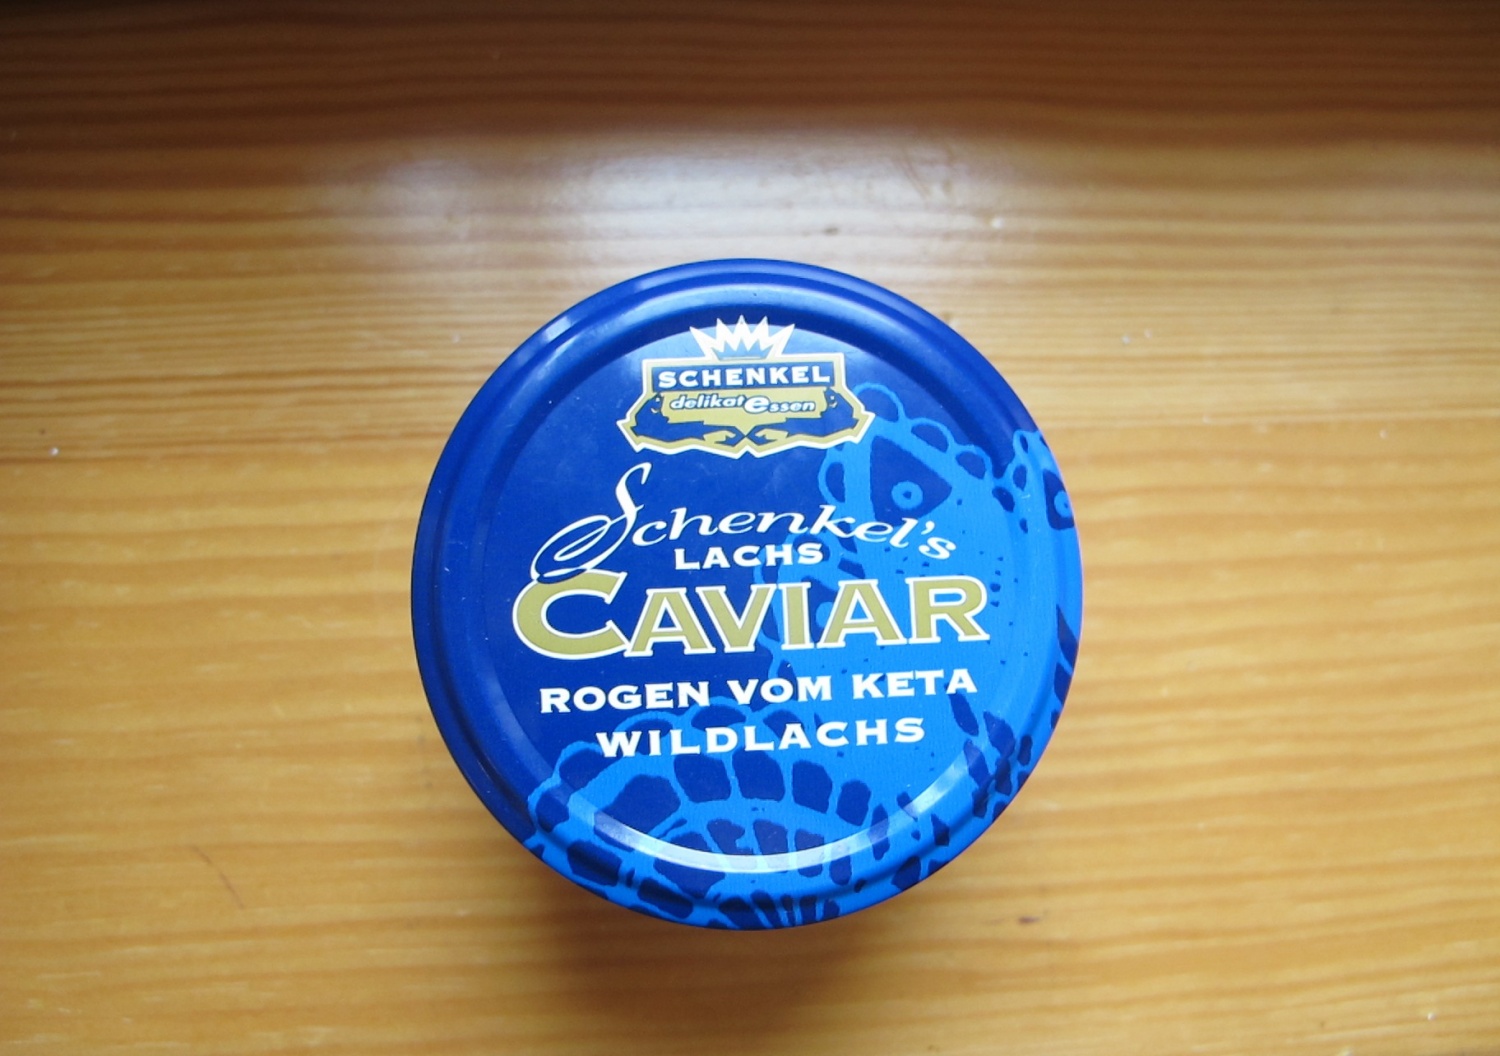 SCHENKEL
delikatessen
Schenkel's
LACHS
CAVIAR
ROGEN VOM KETA
WILDLACHS